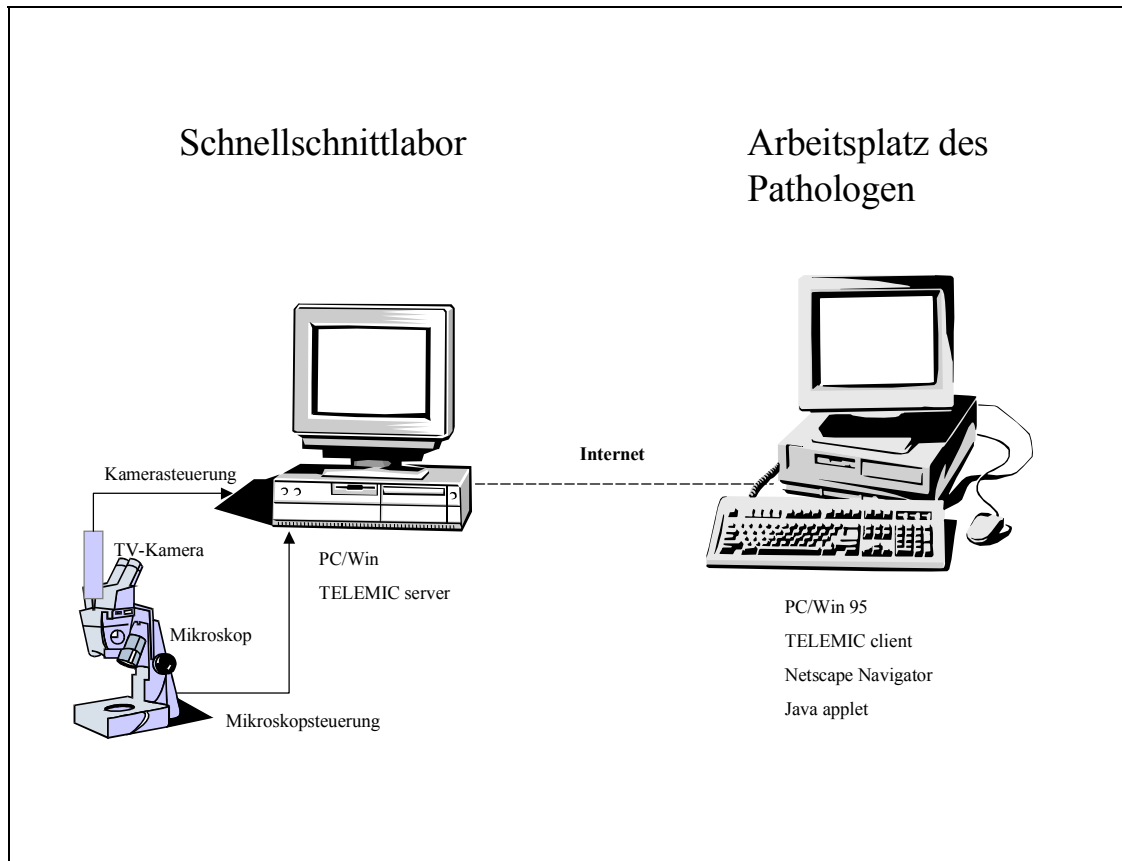 Schnellschnittlabor
Arbeitsplatz des
Pathologen
Internet
Kamerasteuerung
TV-Kamera
PC/Win
TELEMIC server
Mikroskop
Mikroskopsteuerung
PC/Win 95
TELEMIC client
Netscape Navigator
Java applet